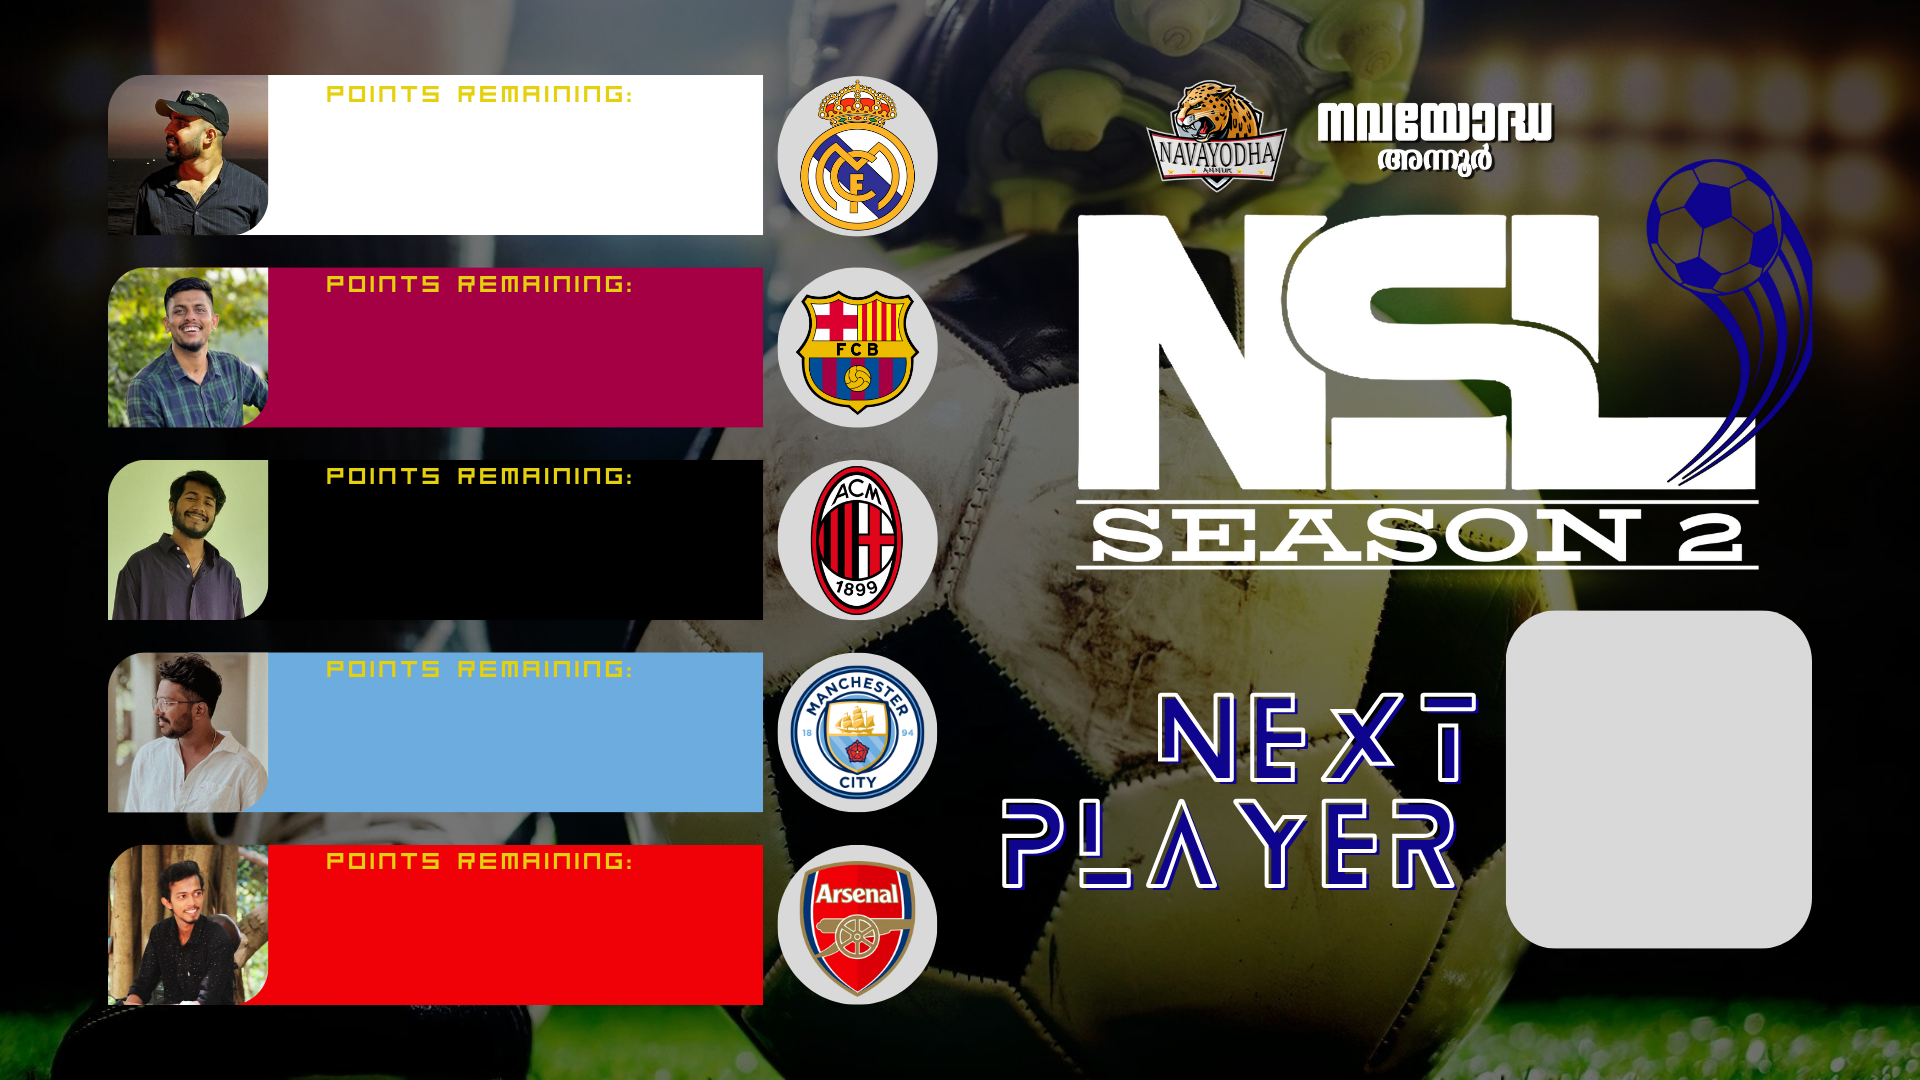 POINTS REMAINING:
POINTS REMAINING:
FCB
POINTS REMAINING:
ACM
1899
POINTS REMAINING:
MANCHESTER
18 94
CITY
POINTS REMAINING:
Arsenal
NAVAYODHA
ANNUR
നവയോദ്ധ
അന്നൂർ
NSL
SEASON 2
NEXT
PLAYER